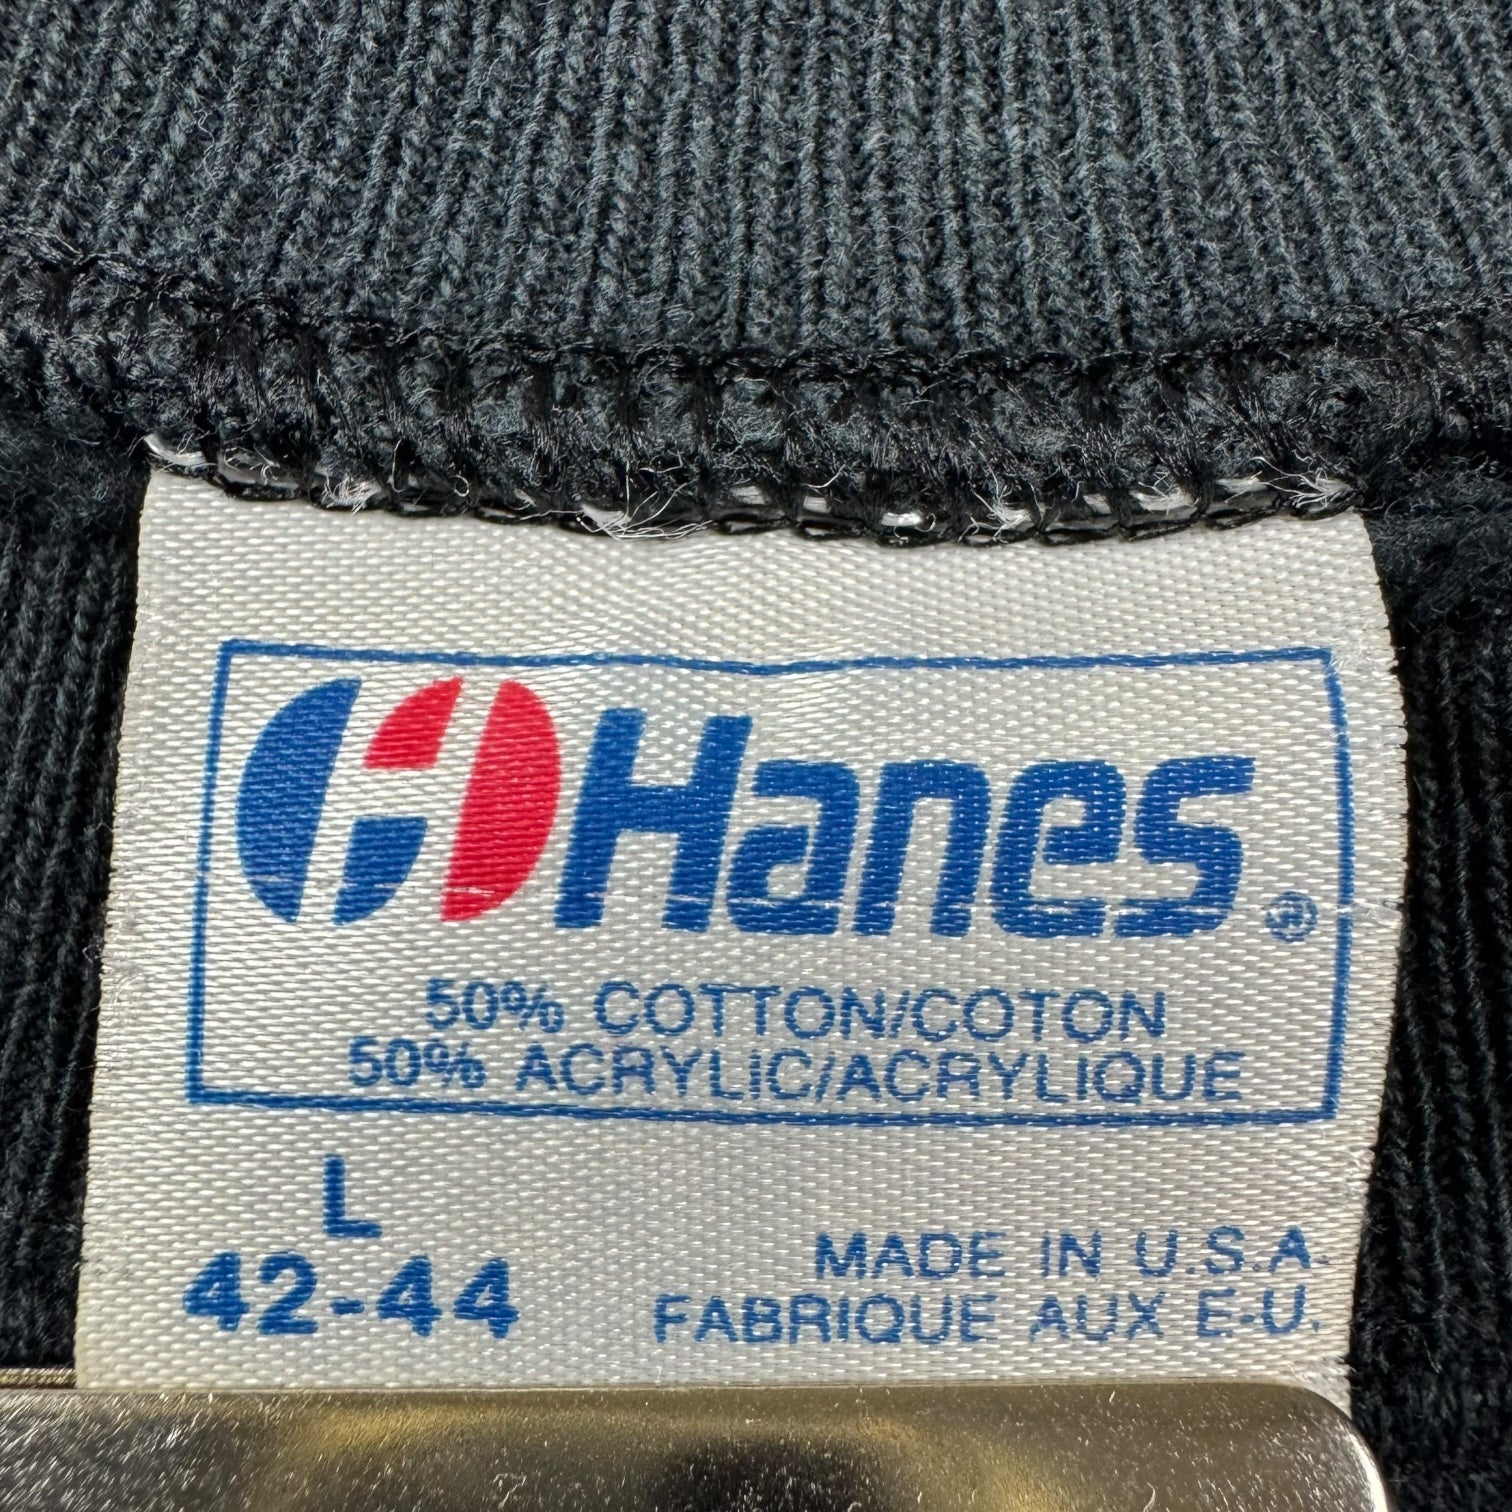 Hanes®
50% COTTON/COTON
50% ACRYLIC/ACRYLIQUE
L
42-44
MADE IN U.S.A.
FABRIQUE AUX E-U.